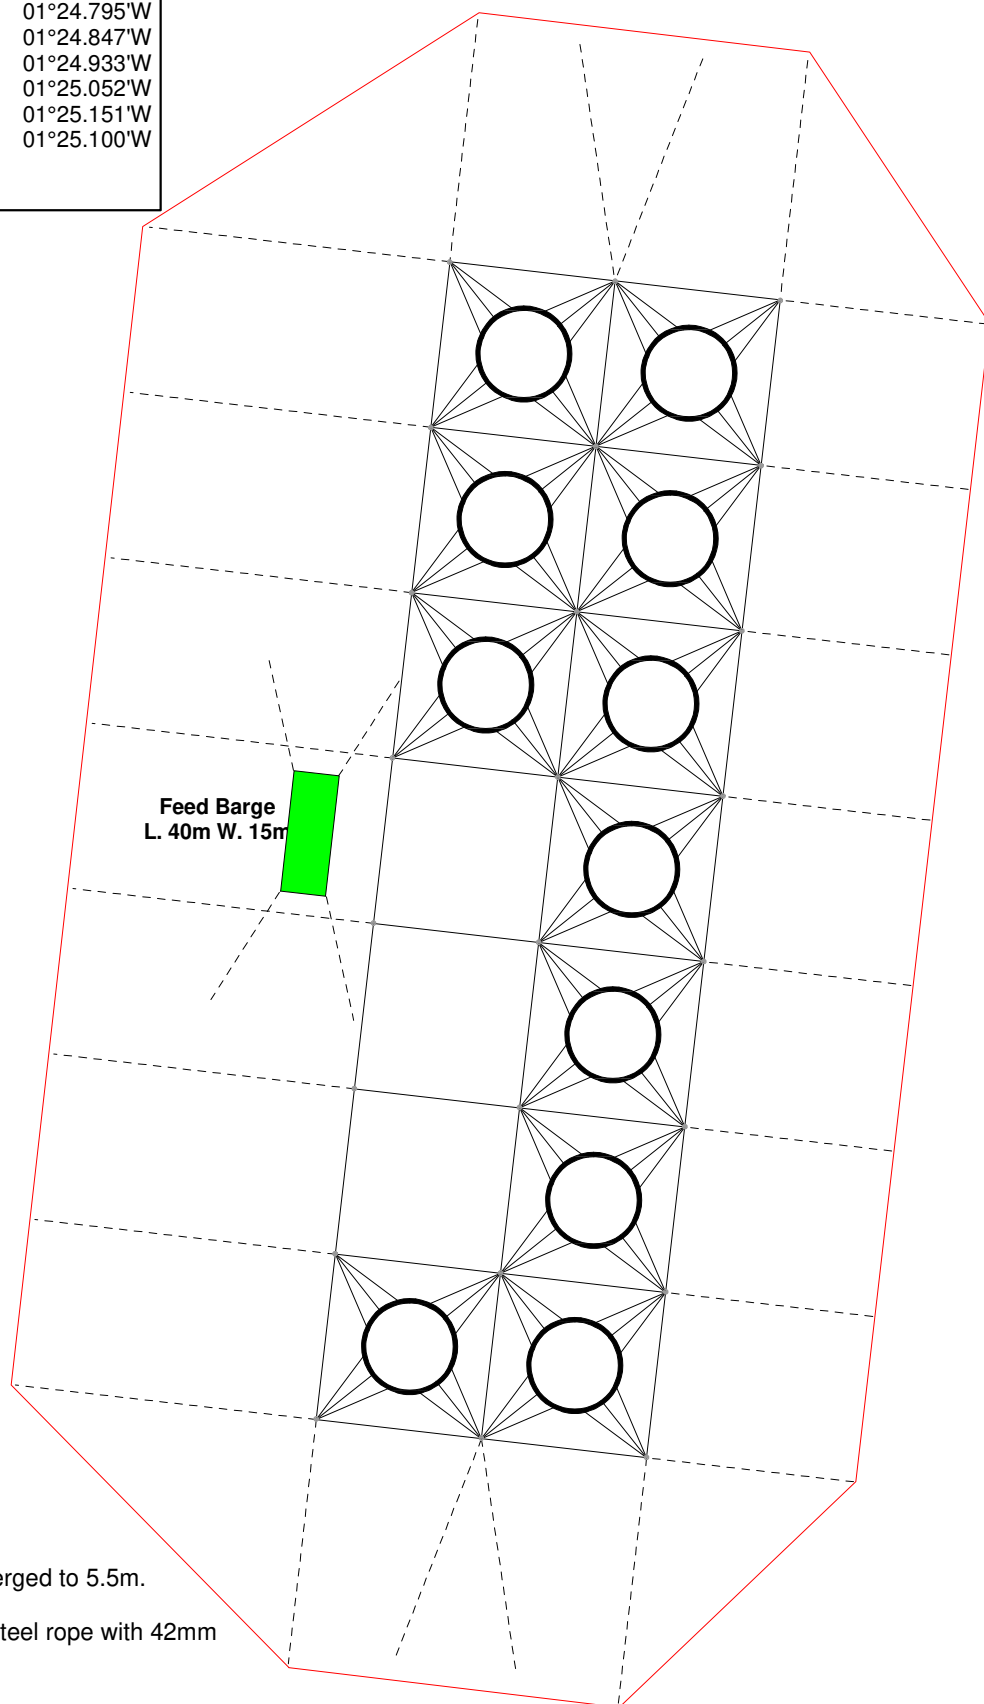 01°24.795'W
01°24.847'W
01°24.933'W
01°25.052'W
01°25.151'W
01°25.100'W
Feed Barge
L. 40m W. 15m
erged to 5.5m.
teel rope with 42mm